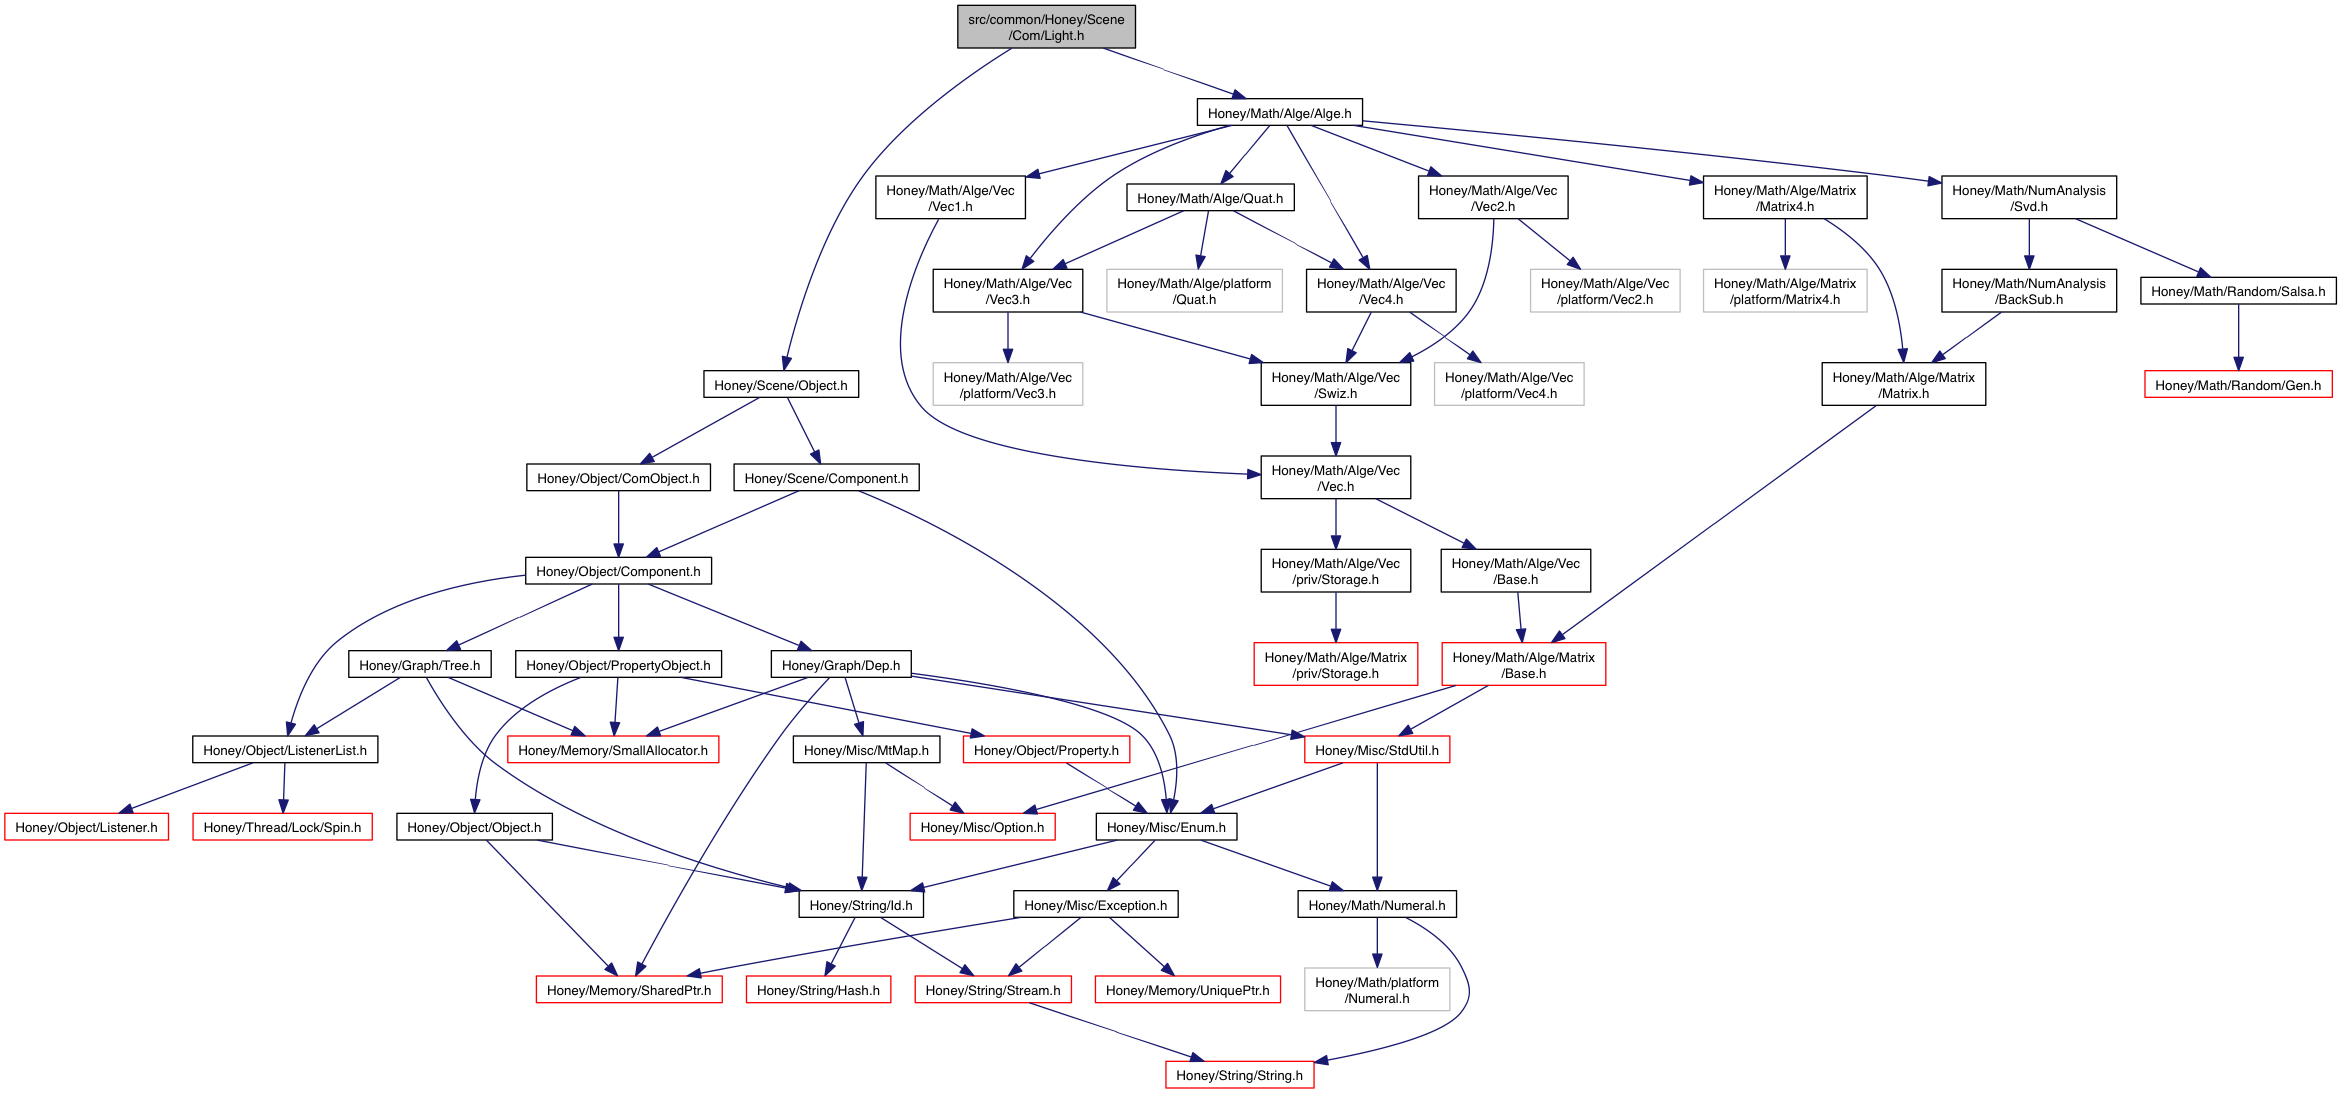 src/common/Honey/Scene
/Com/Light.h
Honey/Math/Alge/Alge.h
Honey/Math/Alge/Vec
/Vec1.h
Honey/Math/Alge/Quat.h
Honey/Math/Alge/Vec
/Vec2.h
Honey/Math/Alge/Matrix
/Matrix4.h
Honey/Math/NumAnalysis
/Svd.h
Honey/Math/Alge/Vec
/Vec3.h
Honey/Math/Alge/platform
/Quat.h
Honey/Math/Alge/Vec
/Vec4.h
Honey/Math/Alge/Vec
/platform/Vec2.h
Honey/Math/Alge/Matrix
/platform/Matrix4.h
Honey/Math/NumAnalysis
/BackSub.h
Honey/Math/Random/Salsa.h
Honey/Scene/Object.h
Honey/Math/Alge/Vec
/platform/Vec3.h
Honey/Math/Alge/Vec
/Swiz.h
Honey/Math/Alge/Vec
/platform/Vec4.h
Honey/Math/Alge/Matrix
/Matrix.h
Honey/Math/Random/Gen.h
Honey/Object/ComObject.h
Honey/Scene/Component.h
Honey/Math/Alge/Vec
/Vec.h
Honey/Object/Component.h
Honey/Math/Alge/Vec
/priv/Storage.h
Honey/Math/Alge/Vec
/Base.h
Honey/Graph/Tree.h
Honey/Object/PropertyObject.h
Honey/Graph/Dep.h
Honey/Math/Alge/Matrix
/priv/Storage.h
Honey/Math/Alge/Matrix
/Base.h
Honey/Object/ListenerList.h
Honey/Memory/SmallAllocator.h
Honey/Misc/MtMap.h
Honey/Object/Property.h
Honey/Misc/StdUtil.h
Honey/Object/Listener.h
Honey/Thread/Lock/Spin.h
Honey/Object/Object.h
Honey/Misc/Option.h
Honey/Misc/Enum.h
Honey/String/Id.h
Honey/Misc/Exception.h
Honey/Math/Numeral.h
Honey/Memory/SharedPtr.h
Honey/String/Hash.h
Honey/String/Stream.h
Honey/Memory/UniquePtr.h
Honey/Math/platform
/Numeral.h
Honey/String/String.h